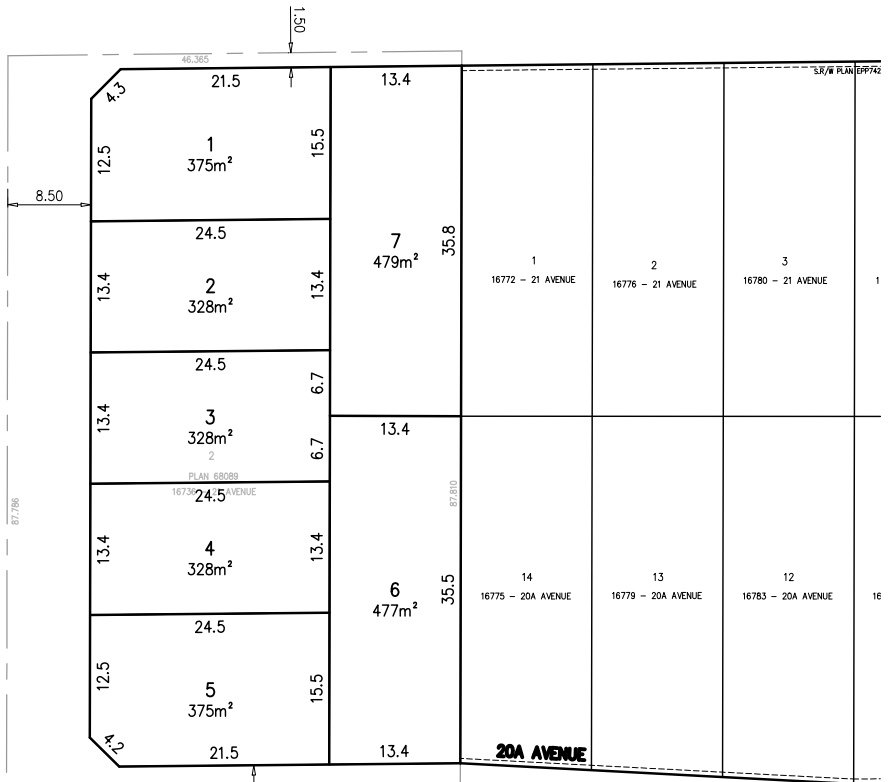 1.50
46.365
S.R/W PLAN EPP742
4.3
21.5
13.4
1
375m²
12.5
15.5
8.50
24.5
7
479m²
35.8
1
16772 - 21 AVENUE
2
16776 - 21 AVENUE
3
16780 - 21 AVENUE
1
2
328m²
13.4
13.4
24.5
6.7
3
328m²
13.4
6.7
13.4
2
PLAN 68089
16736 - 21 AVENUE
24.5
87.786
87.810
4
328m²
13.4
13.4
6
477m²
35.5
14
16775 - 20A AVENUE
13
16779 - 20A AVENUE
12
16783 - 20A AVENUE
16
24.5
5
375m²
12.5
15.5
4.2
21.5
13.4
20A AVENUE